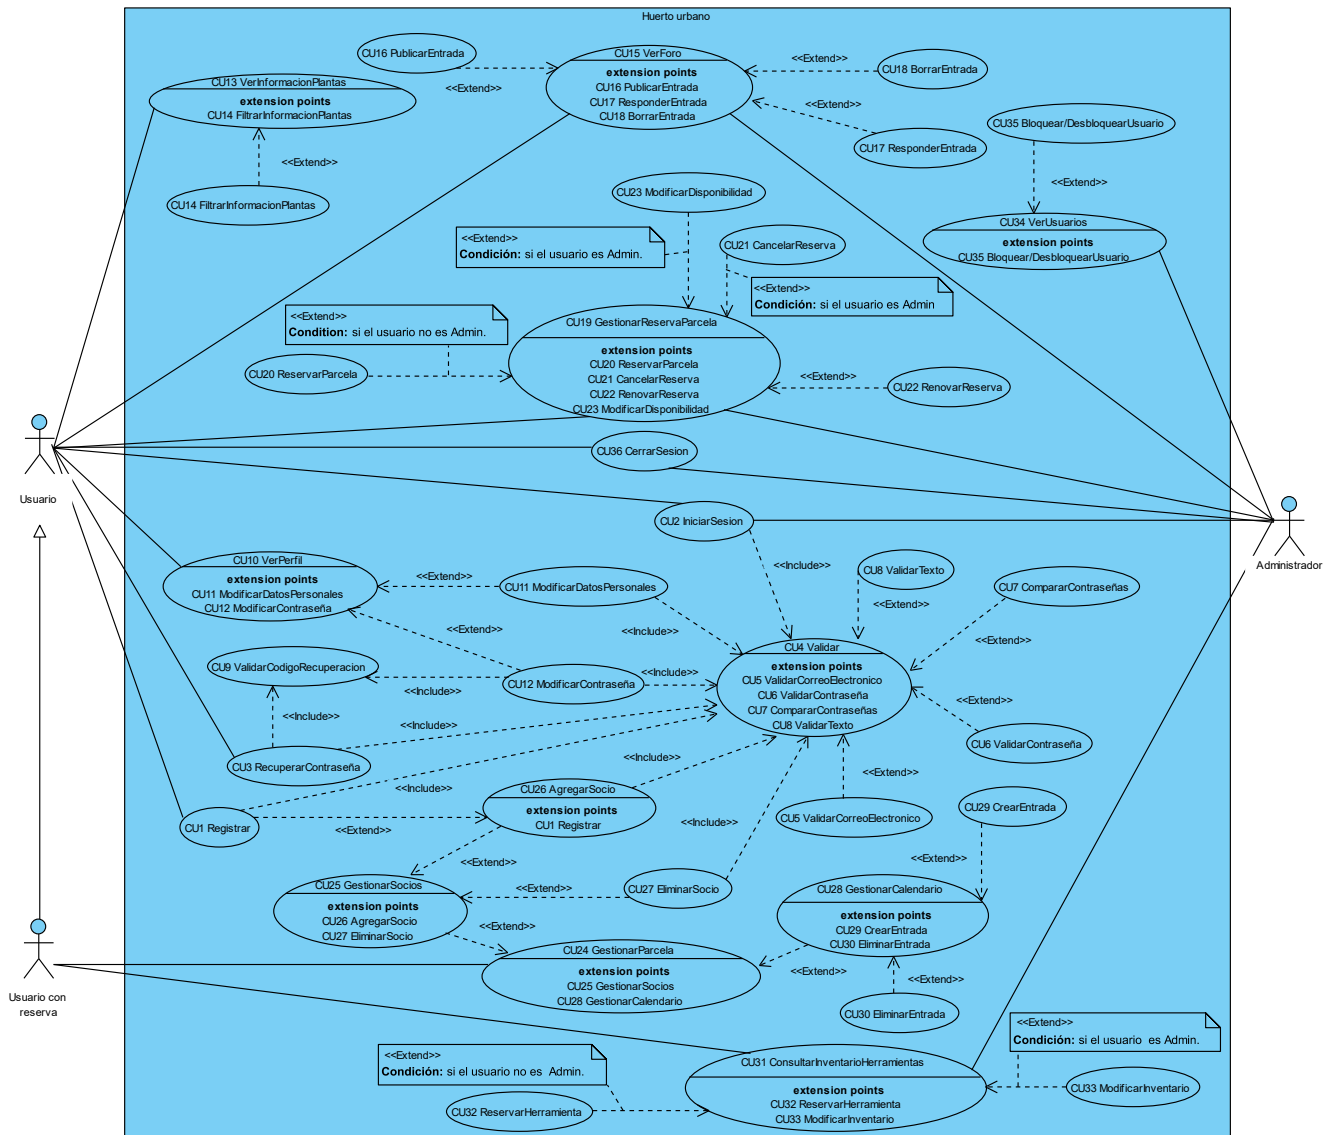 Huerto urbano
CU16 PublicarEntrada
<<Extend>>
CU15 VerForo
extension points
CU16 PublicarEntrada
CU17 ResponderEntrada
CU18 BorrarEntrada
<<Extend>>
CU18 BorrarEntrada
<<Extend>>
CU17 ResponderEntrada
CU13 VerInformacionPlantas
extension points
CU14 FiltrarInformacionPlantas
<<Extend>>
CU14 FiltrarInformacionPlantas
CU35 Bloquear/DesbloquearUsuario
<<Extend>>
CU34 VerUsuarios
extension points
CU35 Bloquear/DesbloquearUsuario
CU23 ModificarDisponibilidad
<<Extend>>
Condición: si el usuario es Admin.
CU21 CancelarReserva
<<Extend>>
Condición: si el usuario es Admin
<<Extend>>
Condition: si el usuario no es Admin.
CU20 ReservarParcela
CU19 GestionarReservaParcela
extension points
CU20 ReservarParcela
CU21 CancelarReserva
CU22 RenovarReserva
CU23 ModificarDisponibilidad
<<Extend>>
CU22 RenovarReserva
CU36 CerrarSesion
Usuario
CU2 IniciarSesion
Administrador
<<Include>>
CU10 VerPerfil
extension points
CU11 ModificarDatosPersonales
CU12 ModificarContraseña
<<Extend>>
CU11 ModificarDatosPersonales
CU8 ValidarTexto
<<Extend>>
CU7 CompararContraseñas
<<Extend>>
<<Include>>
<<Extend>>
CU4 Validar
extension points
CU5 ValidarCorreoElectronico
CU6 ValidarContraseña
CU7 CompararContraseñas
CU8 ValidarTexto
CU9 ValidarCodigoRecuperacion
<<Include>>
CU12 ModificarContraseña
<<Include>>
<<Include>>
<<Include>>
CU3 RecuperarContraseña
<<Extend>>
CU6 ValidarContraseña
<<Include>>
<<Include>>
CU1 Registrar
<<Extend>>
CU26 AgregarSocio
extension points
CU1 Registrar
<<Include>>
<<Extend>>
CU5 ValidarCorreoElectronico
CU29 CrearEntrada
<<Extend>>
<<Extend>>
CU25 GestionarSocios
extension points
CU26 AgregarSocio
CU27 EliminarSocio
<<Extend>>
CU27 EliminarSocio
CU28 GestionarCalendario
extension points
CU29 CrearEntrada
CU30 EliminarEntrada
<<Extend>>
CU24 GestionarParcela
extension points
CU25 GestionarSocios
CU28 GestionarCalendario
<<Extend>>
<<Extend>>
CU30 EliminarEntrada
Usuario con
reserva
<<Extend>>
Condición: si el usuario no es  Admin.
CU32 ReservarHerramienta
CU31 ConsultarInventarioHerramientas
extension points
CU32 ReservarHerramienta
CU33 ModificarInventario
<<Extend>>
Condición: si el usuario  es Admin.
CU33 ModificarInventario